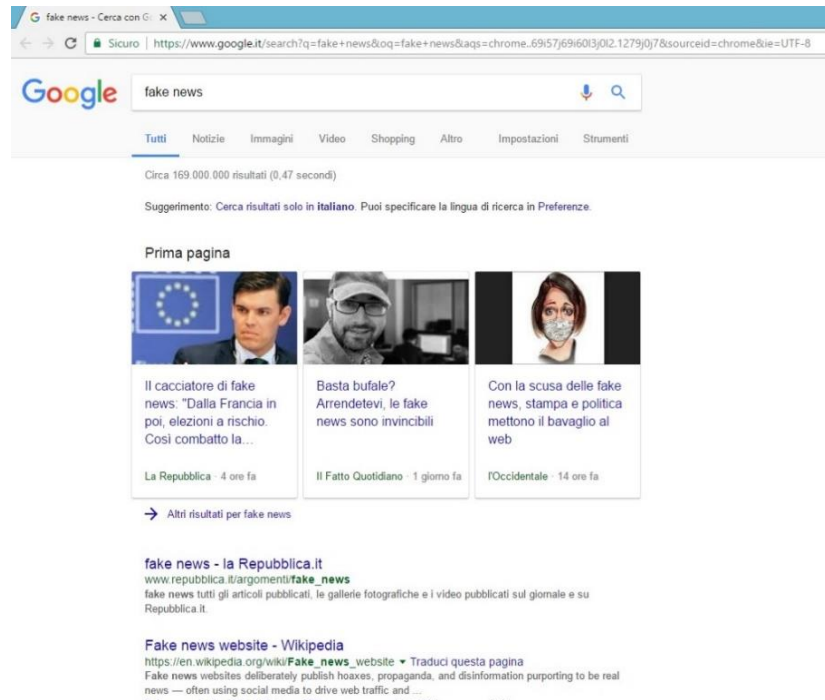 fake news - Cerca con Go
Sicuro | https://www.google.it/search?q=fake+news&oq=fake+news&aqs=chrome..69i57j69i60l3j0l2.1279j0j7&sourceid=chrome&ie=UTF-8
Google
fake news
Tutti Notizie Immagini Video Shopping Altro Impostazioni Strumenti
Circa 169.000.000 risultati (0,47 secondi)
Suggerimento: Cerca risultati solo in italiano. Puoi specificare la lingua di ricerca in Preferenze.
Prima pagina
Il cacciatore di fake
news: "Dalla Francia in
poi, elezioni a rischio.
Così combatto la...
La Repubblica · 4 ore fa
Basta bufale?
Arrendetevi, le fake
news sono invincibili
Il Fatto Quotidiano · 1 giorno fa
Con la scusa delle fake
news, stampa e politica
mettono il bavaglio al
web
l'Occidentale · 14 ore fa
Altri risultati per fake news
fake news - la Repubblica.it
www.repubblica.it/argomenti/fake_news
fake news tutti gli articoli pubblicati, le gallerie fotografiche e i video pubblicati sul giornale e su
Repubblica.it.
Fake news website - Wikipedia
https://en.wikipedia.org/wiki/Fake_news_website ▾ Traduci questa pagina
Fake news websites deliberately publish hoaxes, propaganda, and disinformation purporting to be real
news — often using social media to drive web traffic and ...